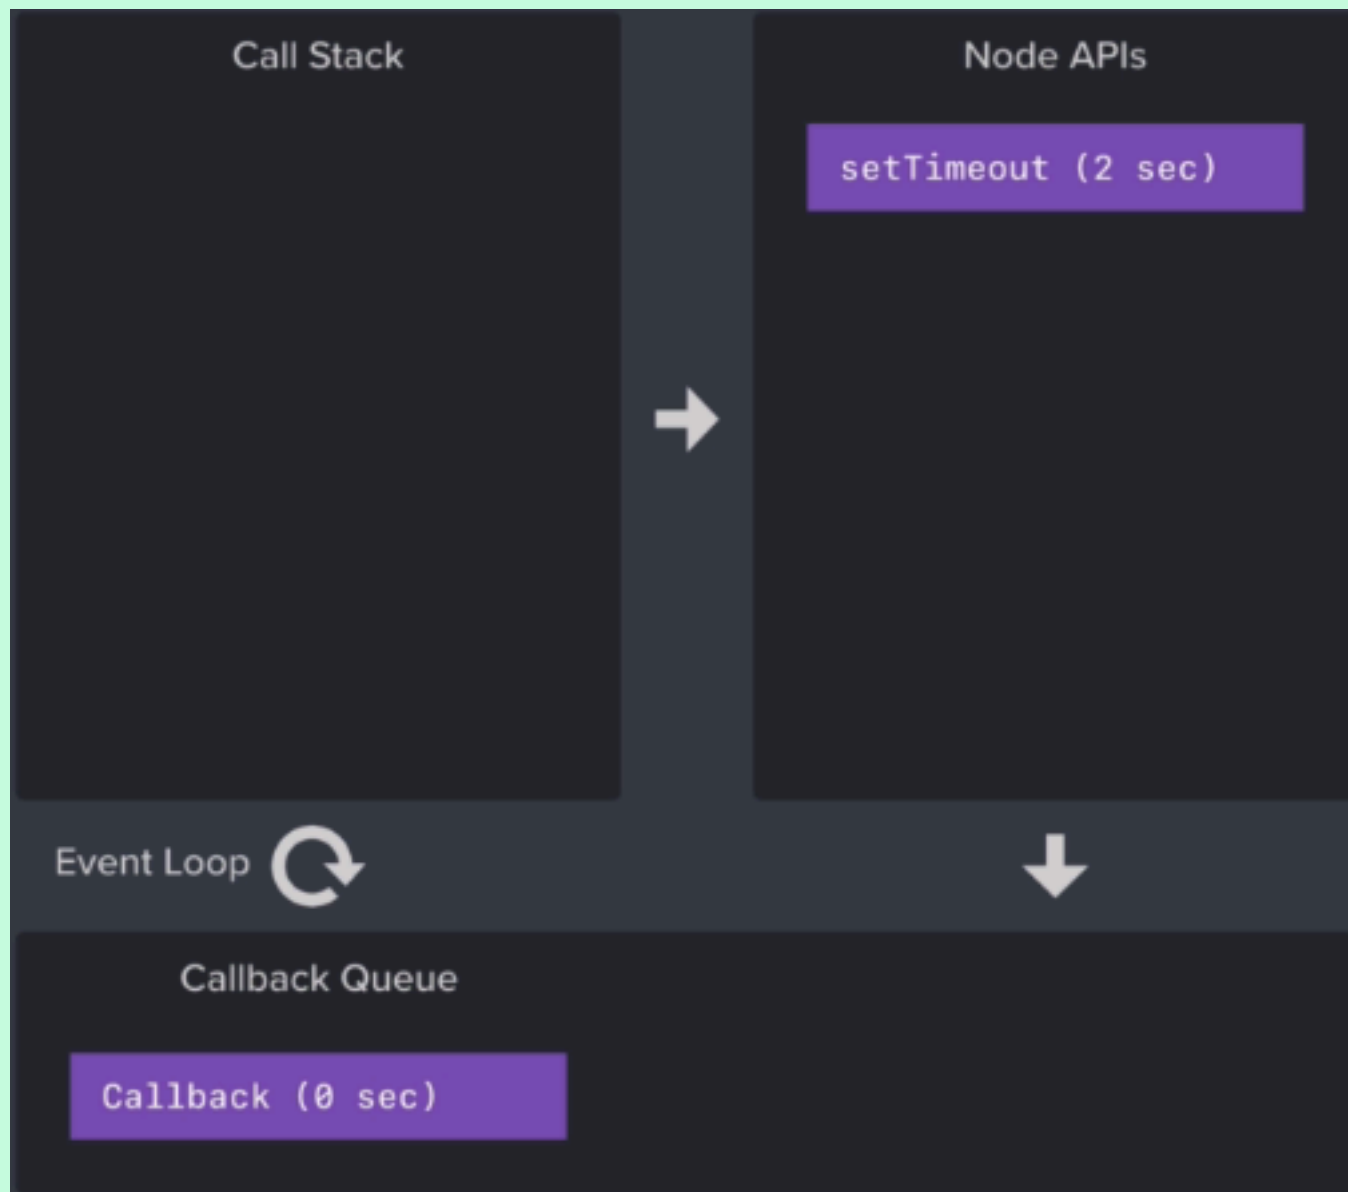 Call Stack
Node APIs
setTimeout (2 sec)
Event Loop
Callback Queue
Callback (0 sec)